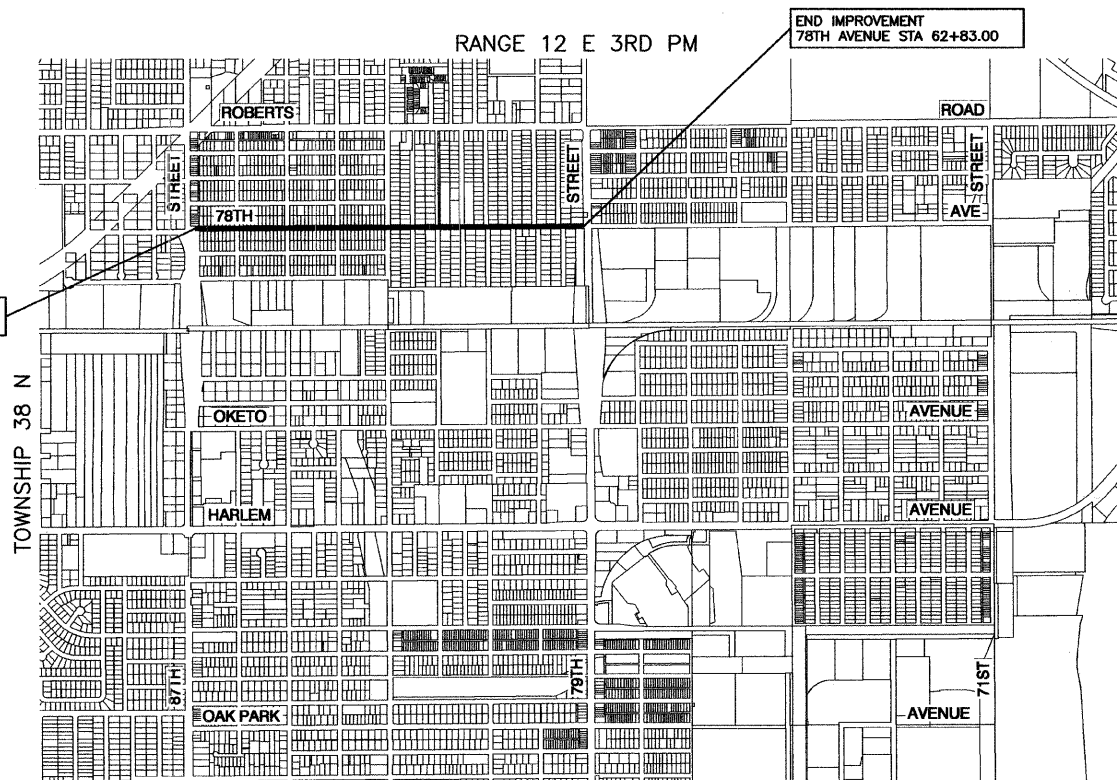 END IMPROVEMENT
78TH AVENUE STA 62+83.00
RANGE 12 E 3RD PM
ROBERTS
ROAD
STREET
STREET
STREET
78TH
AVE
TOWNSHIP 38 N
OKETO
AVENUE
HARLEM
AVENUE
87TH
79TH
71ST
OAK PARK
AVENUE